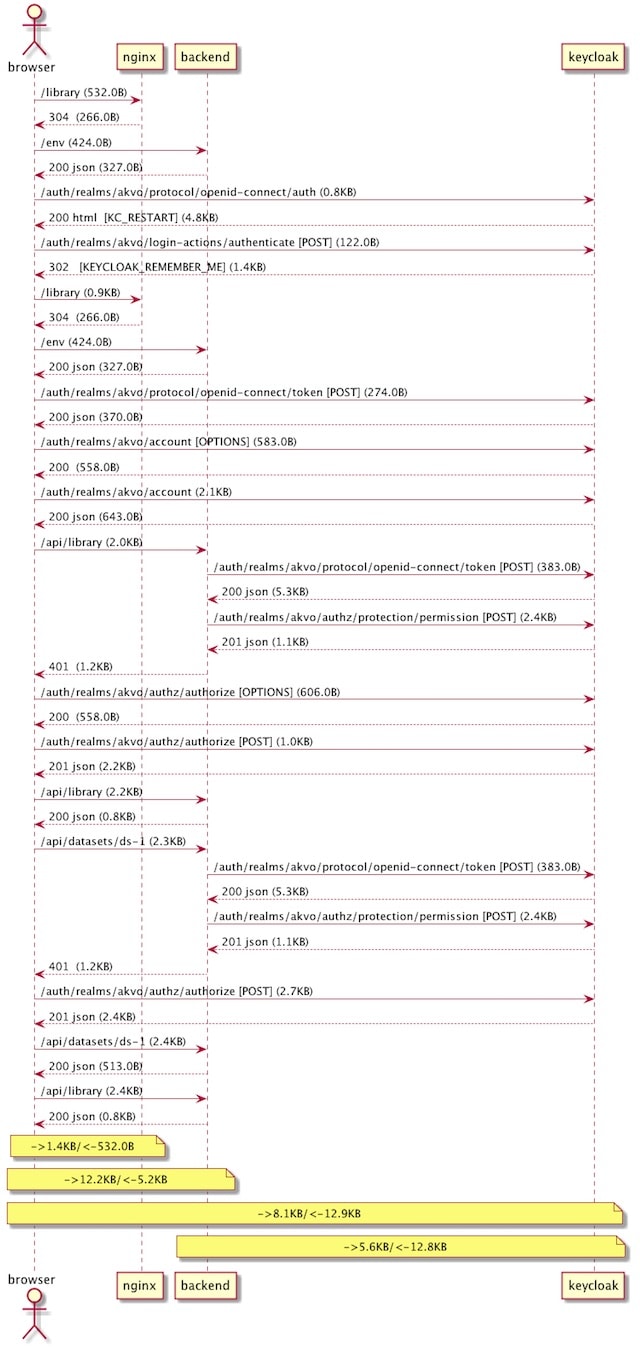 browser
nginx
backend
keycloak
/library (532.0B)
304 (266.0B)
/env (424.0B)
200 json (327.0B)
/auth/realms/akvo/protocol/openid-connect/auth (0.8KB)
200 html [KC_RESTART] (4.8KB)
/auth/realms/akvo/login-actions/authenticate [POST] (122.0B)
302 [KEYCLOAK_REMEMBER_ME] (1.4KB)
/library (0.9KB)
304 (266.0B)
/env (424.0B)
200 json (327.0B)
/auth/realms/akvo/protocol/openid-connect/token [POST] (274.0B)
200 json (370.0B)
/auth/realms/akvo/account [OPTIONS] (583.0B)
200 (558.0B)
/auth/realms/akvo/account (2.1KB)
200 json (643.0B)
/api/library (2.0KB)
/auth/realms/akvo/protocol/openid-connect/token [POST] (383.0B)
200 json (5.3KB)
/auth/realms/akvo/authz/protection/permission [POST] (2.4KB)
201 json (1.1KB)
401 (1.2KB)
/auth/realms/akvo/authz/authorize [OPTIONS] (606.0B)
200 (558.0B)
/auth/realms/akvo/authz/authorize [POST] (1.0KB)
201 json (2.2KB)
/api/library (2.2KB)
200 json (0.8KB)
/api/datasets/ds-1 (2.3KB)
/auth/realms/akvo/protocol/openid-connect/token [POST] (383.0B)
200 json (5.3KB)
/auth/realms/akvo/authz/protection/permission [POST] (2.4KB)
201 json (1.1KB)
401 (1.2KB)
/auth/realms/akvo/authz/authorize [POST] (2.7KB)
201 json (2.4KB)
/api/datasets/ds-1 (2.4KB)
200 json (513.0B)
/api/library (2.4KB)
200 json (0.8KB)
->1.4KB/<-532.0B
->12.2KB/<-5.2KB
->8.1KB/<-12.9KB
->5.6KB/<-12.8KB
browser
nginx
backend
keycloak